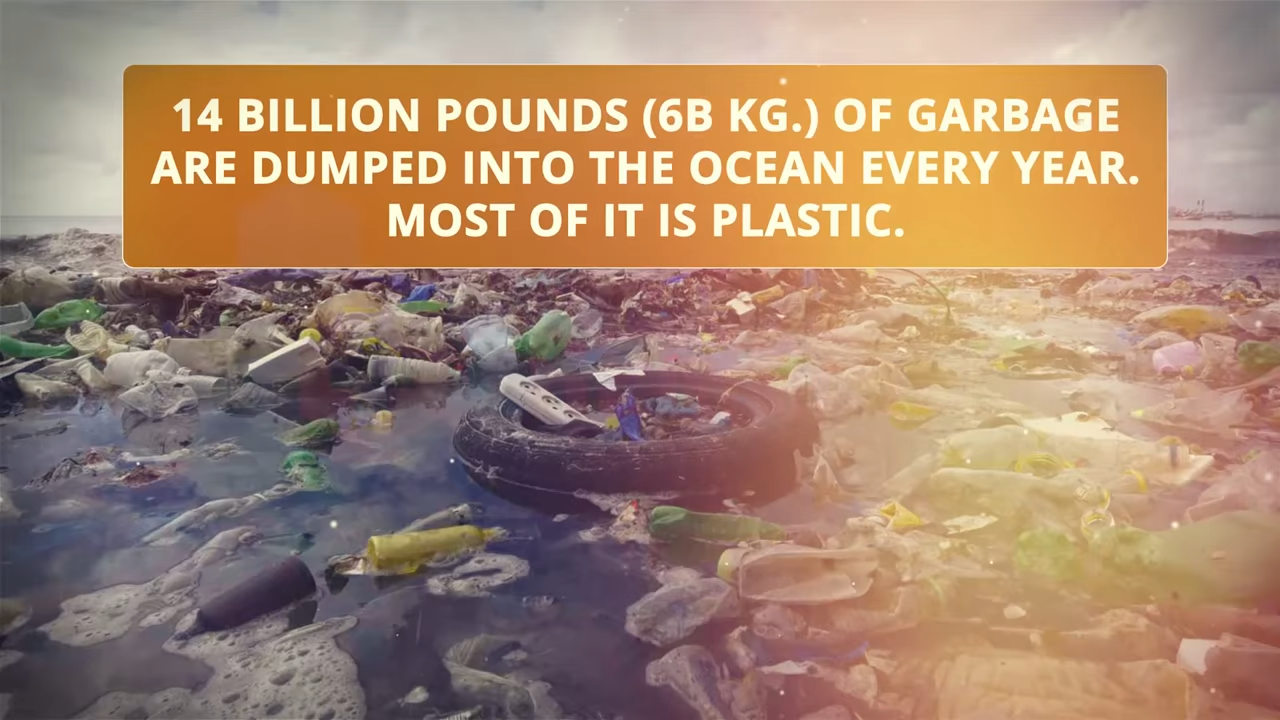 14 BILLION POUNDS (6B KG.) OF GARBAGE
ARE DUMPED INTO THE OCEAN EVERY YEAR.
MOST OF IT IS PLASTIC.